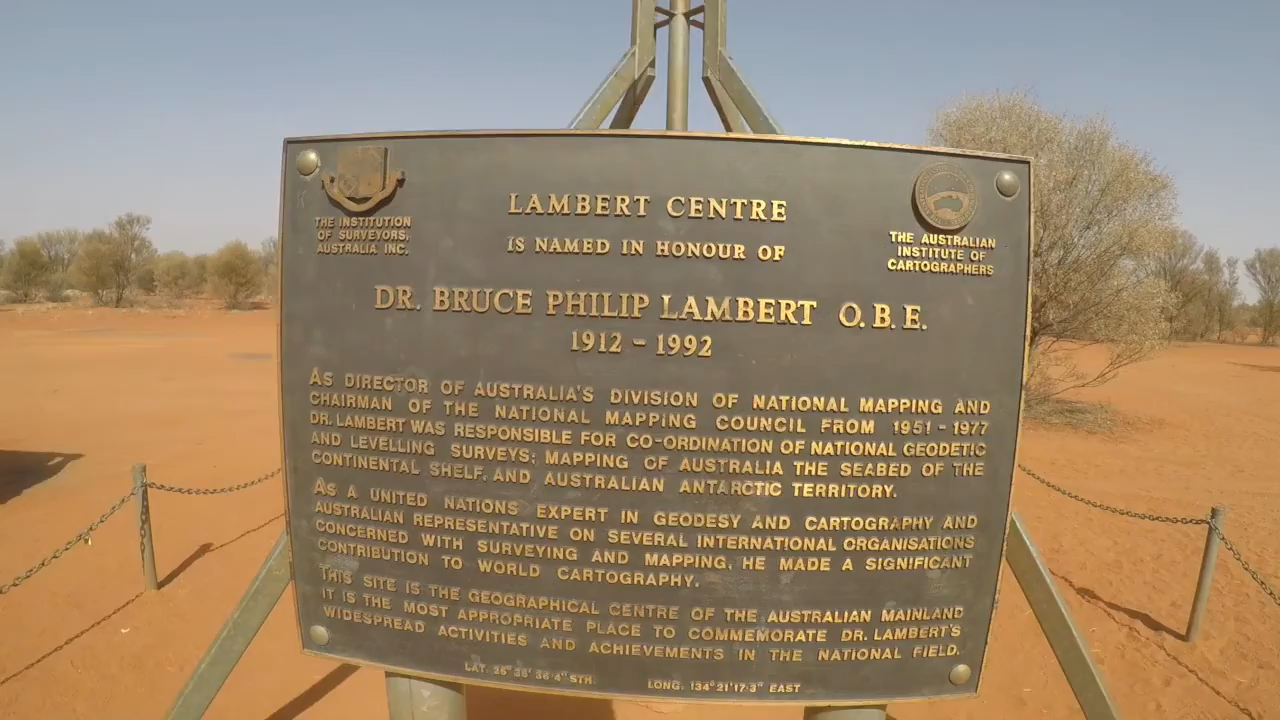 THE INSTITUTION
OF SURVEYORS,
AUSTRALIA, INC.
LAMBERT CENTRE
IS NAMED IN HONOUR OF
THE AUSTRALIAN
INSTITUTE OF
CARTOGRAPHERS
DR. BRUCE PHILIP LAMBERT O.B.E.
1912 - 1992
AS DIRECTOR OF AUSTRALIA'S DIVISION OF NATIONAL MAPPING AND
CHAIRMAN OF THE NATIONAL MAPPING COUNCIL FROM 1951 - 1977
DR. LAMBERT WAS RESPONSIBLE FOR CO-ORDINATION OF NATIONAL GEODETIC
AND LEVELLING SURVEYS; MAPPING OF AUSTRALIA THE SEABED OF THE
CONTINENTAL SHELF, AND AUSTRALIAN ANTARCTIC TERRITORY.
AS A UNITED NATIONS EXPERT IN GEODESY AND CARTOGRAPHY AND
AUSTRALIAN REPRESENTATIVE ON SEVERAL INTERNATIONAL ORGANISATIONS
CONCERNED WITH SURVEYING AND MAPPING, HE MADE A SIGNIFICANT
CONTRIBUTION TO WORLD CARTOGRAPHY.
THIS SITE IS THE GEOGRAPHICAL CENTRE OF THE AUSTRALIAN MAINLAND
IT IS THE MOST APPROPRIATE PLACE TO COMMEMORATE DR. LAMBERT'S
WIDESPREAD ACTIVITIES AND ACHIEVEMENTS IN THE NATIONAL FIELD.
LAT. 25° 36' 36·4" STH.
LONG. 134° 21' 17·3" EAST